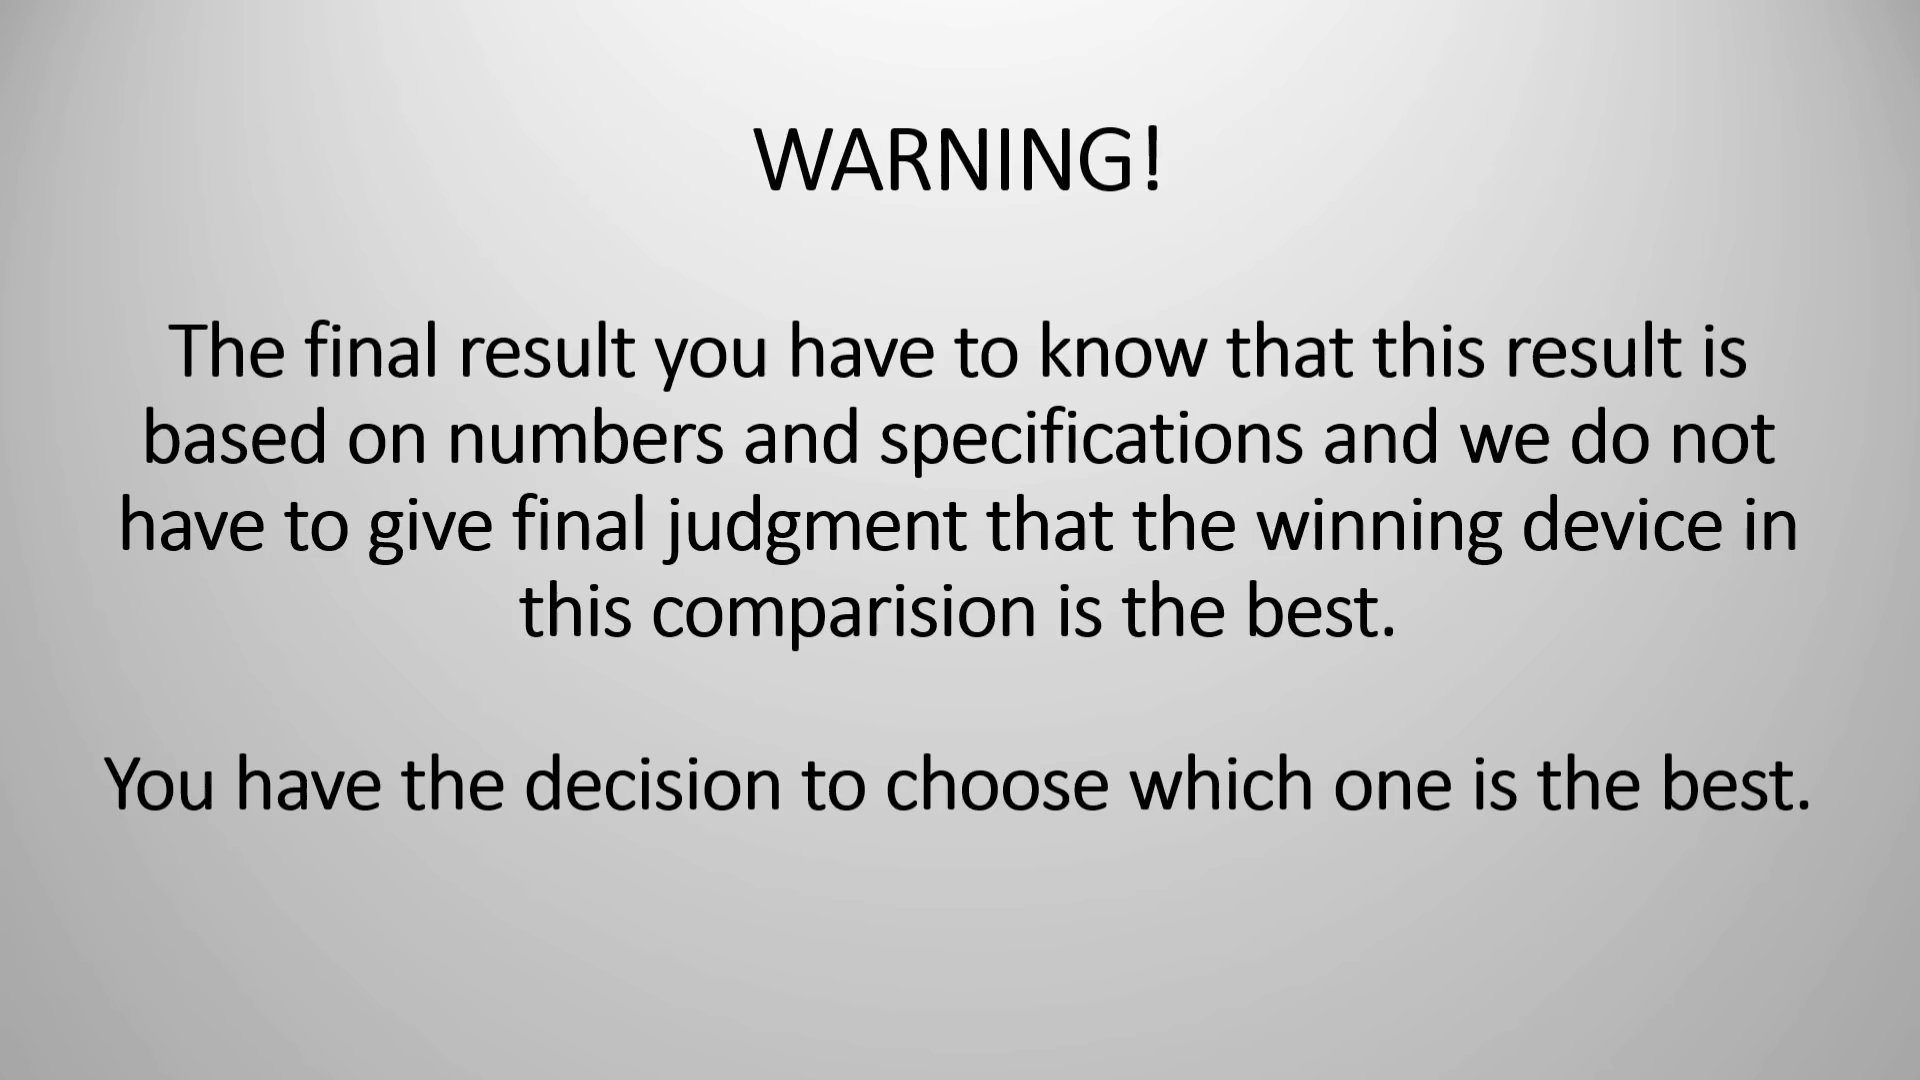 WARNING!
The final result you have to know that this result is
based on numbers and specifications and we do not
have to give final judgment that the winning device in
this comparision is the best.
You have the decision to choose which one is the best.